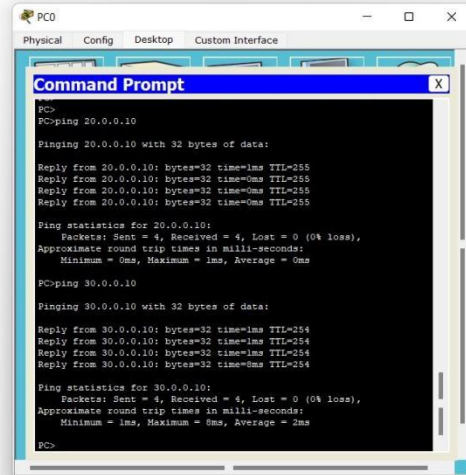 PC0
Physical Config Desktop Custom Interface
Command Prompt X
PC>
PC>ping 20.0.0.10
Pinging 20.0.0.10 with 32 bytes of data:
Reply from 20.0.0.10: bytes=32 time=1ms TTL=255
Reply from 20.0.0.10: bytes=32 time=0ms TTL=255
Reply from 20.0.0.10: bytes=32 time=0ms TTL=255
Reply from 20.0.0.10: bytes=32 time=0ms TTL=255
Ping statistics for 20.0.0.10:
Packets: Sent = 4, Received = 4, Lost = 0 (0% loss),
Approximate round trip times in milli-seconds:
Minimum = 0ms, Maximum = 1ms, Average = 0ms
PC>ping 30.0.0.10
Pinging 30.0.0.10 with 32 bytes of data:
Reply from 30.0.0.10: bytes=32 time=1ms TTL=254
Reply from 30.0.0.10: bytes=32 time=1ms TTL=254
Reply from 30.0.0.10: bytes=32 time=1ms TTL=254
Reply from 30.0.0.10: bytes=32 time=8ms TTL=254
Ping statistics for 30.0.0.10:
Packets: Sent = 4, Received = 4, Lost = 0 (0% loss),
Approximate round trip times in milli-seconds:
Minimum = 1ms, Maximum = 8ms, Average = 2ms
PC>